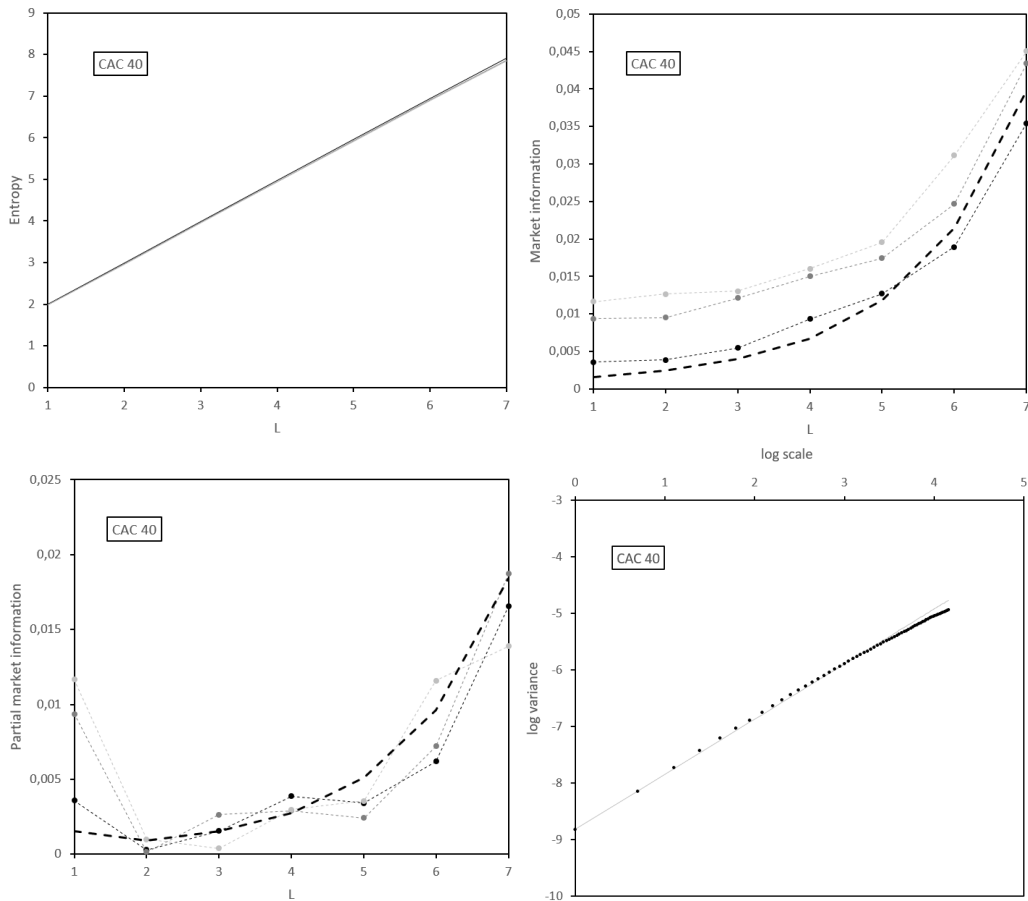 CAC 40
Entropy
9
8
7
6
5
4
3
2
1
0
1 2 3 4 5 6 7
L
CAC 40
Market information
0,05
0,045
0,04
0,035
0,03
0,025
0,02
0,015
0,01
0,005
0
1 2 3 4 5 6 7
L
CAC 40
Partial market information
0,025
0,02
0,015
0,01
0,005
0
1 2 3 4 5 6 7
L
log scale
0 1 2 3 4 5
CAC 40
log variance
-3
-4
-5
-6
-7
-8
-9
-10